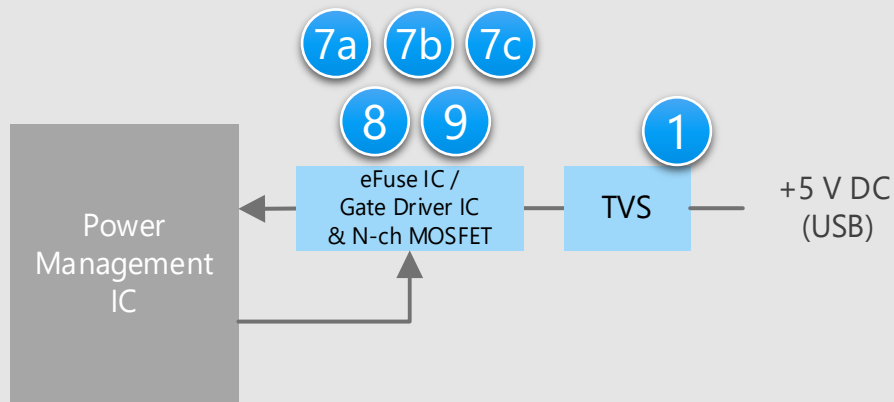 7a 7b 7c
8 9 1
eFuse IC /
Gate Driver IC
& N-ch MOSFET
TVS
+5 V DC
(USB)
Power
Management
IC